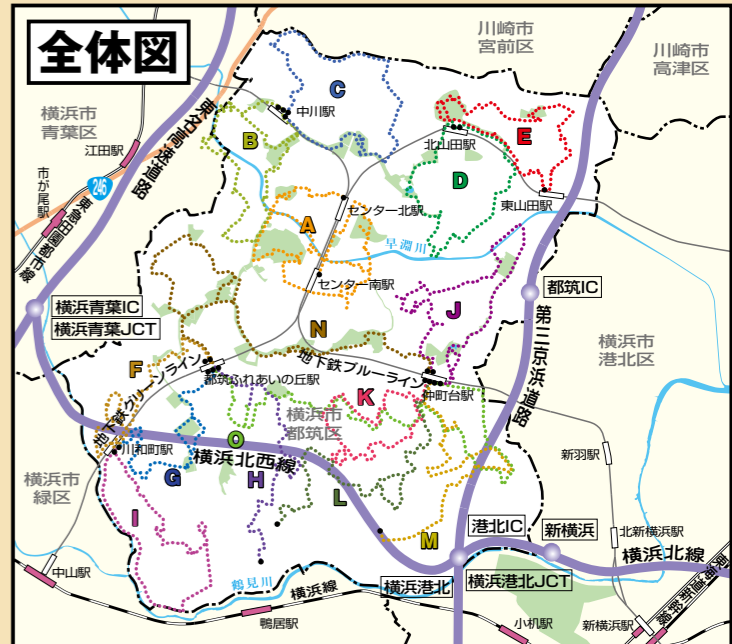 全体図
川崎市
宮前区
川崎市
高津区
横浜市
青葉区
江田駅
市が尾駅
246
東名高速道路
東急田園都市線
中川駅
C
B
北山田駅
E
D
東山田駅
センター北駅
A
早淵川
センター南駅
横浜青葉IC
横浜青葉JCT
都筑IC
J
N
第三京浜道路
横浜市
港北区
F
地下鉄グリーンライン
都筑ふれあいの丘駅
地下鉄ブルーライン
仲町台駅
K
横浜市
都筑区
O
川和町駅
横浜北西線
新羽駅
横浜市
緑区
G
H
I
L
M
港北IC
新横浜
北新横浜駅
横浜北線
中山駅
鶴見川
横浜線
横浜港北
横浜港北JCT
鴨居駅
小机駅
新横浜駅
東海道新幹線